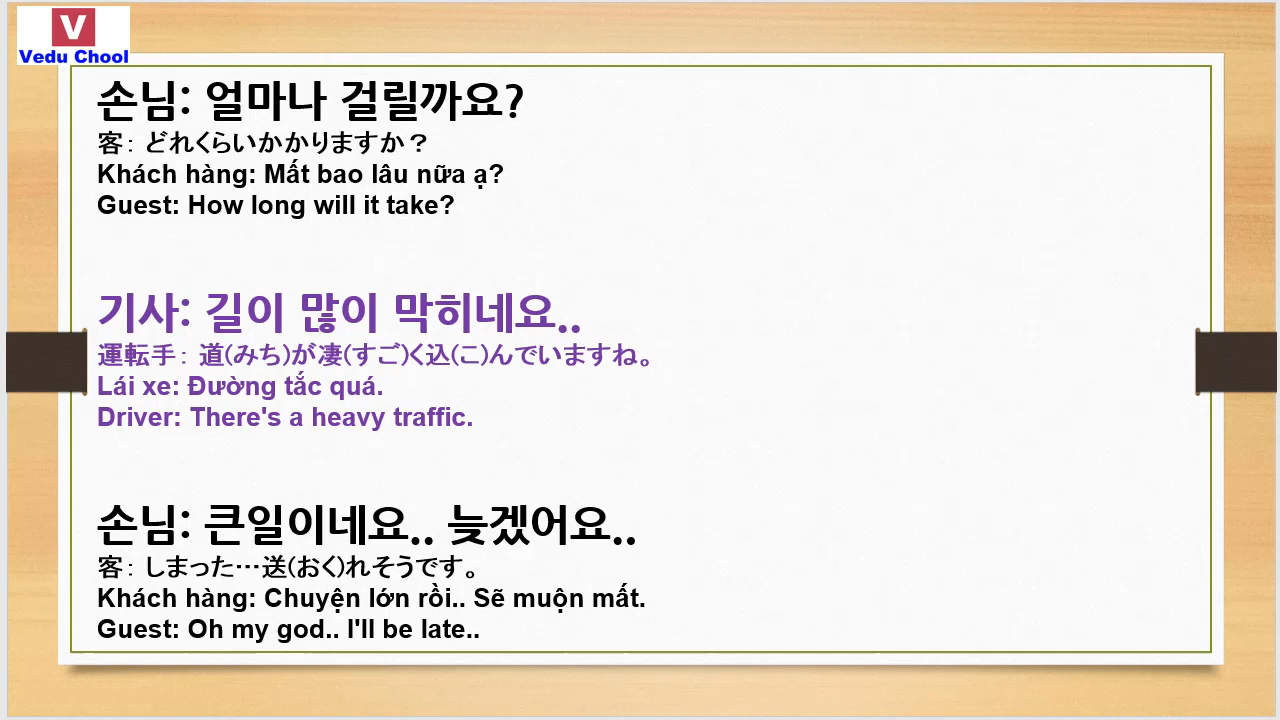 V
Vedu Chool
손님: 얼마나 걸릴까요?
客： どれくらいかかりますか？
Khách hàng: Mất bao lâu nữa ạ?
Guest: How long will it take?
기사: 길이 많이 막히네요..
運転手： 道(みち)が凄(すご)く込(こ)んでいますね。
Lái xe: Đường tắc quá.
Driver: There's a heavy traffic.
손님: 큰일이네요.. 늦겠어요..
客： しまった…送(おく)れそうです。
Khách hàng: Chuyện lớn rồi.. Sẽ muộn mất.
Guest: Oh my god.. I'll be late..